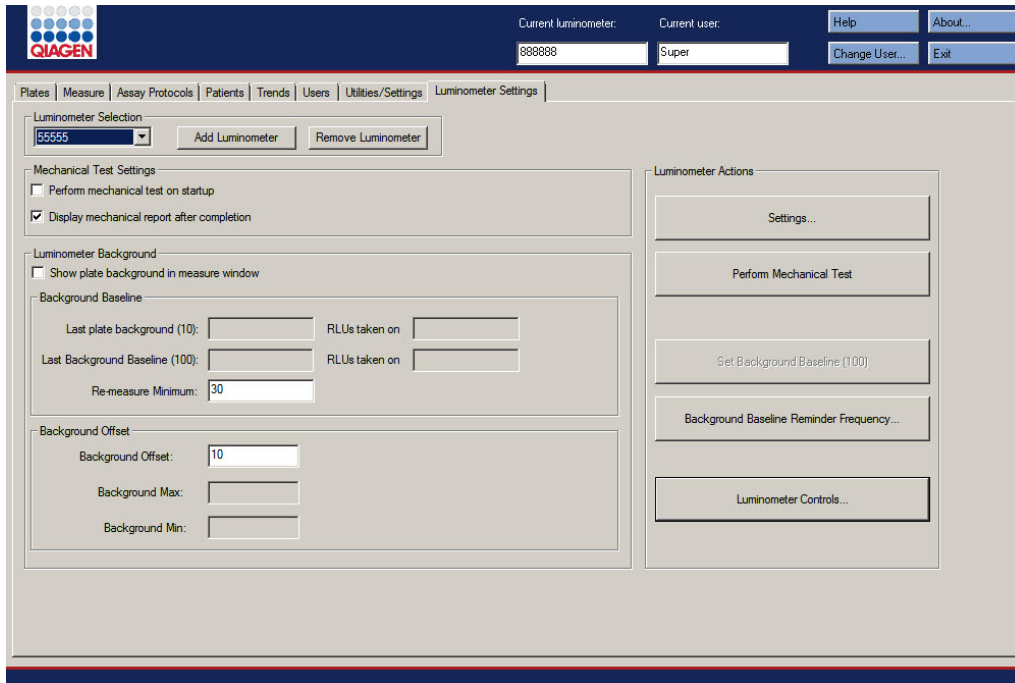 QIAGEN
Current luminometer:
Current user:
Help
About...
888888
Super
Change User...
Exit
Plates
Measure
Assay Protocols
Patients
Trends
Users
Utilities/Settings
Luminometer Settings
Luminometer Selection
55555
Add Luminometer
Remove Luminometer
Mechanical Test Settings
Perform mechanical test on startup
Display mechanical report after completion
Luminometer Background
Show plate background in measure window
Background Baseline
Last plate background (10):
RLUs taken on
Last Background Baseline (100):
RLUs taken on
Re-measure Minimum:
30
Background Offset
Background Offset:
10
Background Max:
Background Min:
Luminometer Actions
Settings...
Perform Mechanical Test
Set Background Baseline (100)
Background Baseline Reminder Frequency...
Luminometer Controls...